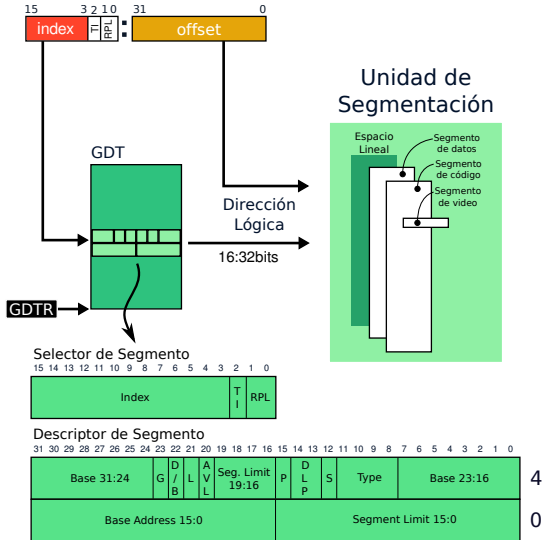 15 3 2 1 0 31 0
index TI RPL : offset
Unidad de
Segmentación
GDT
Espacio
Lineal
Segmento
de datos
Segmento
de código
Segmento
de video
Dirección
Lógica
16:32bits
GDTR
Selector de Segmento
15 14 13 12 11 10 9 8 7 6 5 4 3 2 1 0
Index TI RPL
Descriptor de Segmento
31 30 29 28 27 26 25 24 23 22 21 20 19 18 17 16 15 14 13 12 11 10 9 8 7 6 5 4 3 2 1 0
Base 31:24 G D/B L AVL Seg. Limit 19:16 P DLP S Type Base 23:16 4
Base Address 15:0 Segment Limit 15:0 0